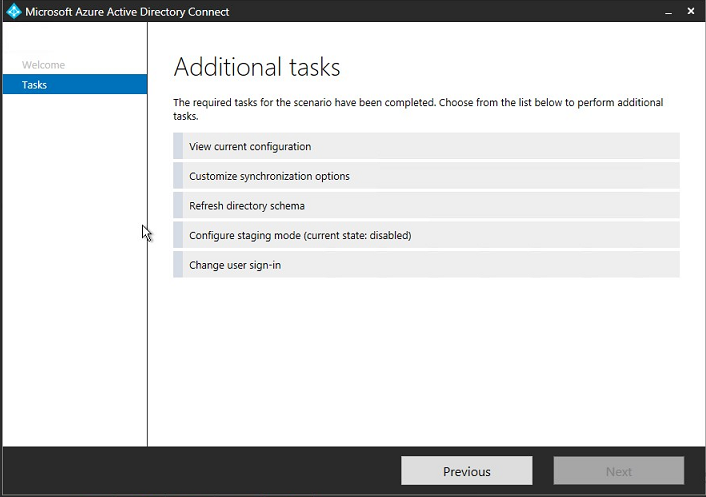 Microsoft Azure Active Directory Connect
Welcome
Tasks
Additional tasks
The required tasks for the scenario have been completed. Choose from the list below to perform additional
tasks.
View current configuration
Customize synchronization options
Refresh directory schema
Configure staging mode (current state: disabled)
Change user sign-in
Previous
Next